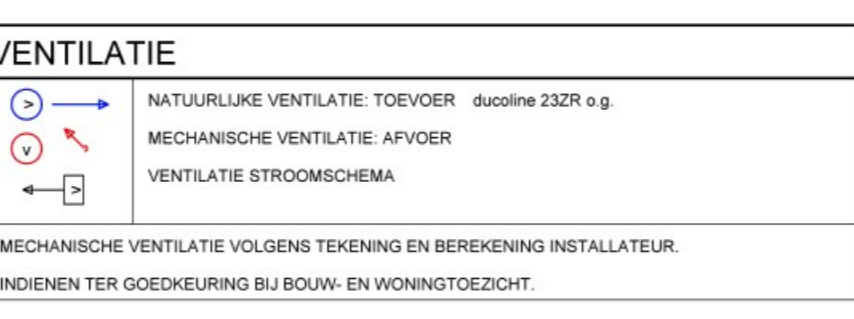 VENTILATIE
> NATUURLIJKE VENTILATIE: TOEVOER ducoline 23ZR o.g.
v MECHANISCHE VENTILATIE: AFVOER
> VENTILATIE STROOMSCHEMA
MECHANISCHE VENTILATIE VOLGENS TEKENING EN BEREKENING INSTALLATEUR.
INDIENEN TER GOEDKEURING BIJ BOUW- EN WONINGTOEZICHT.